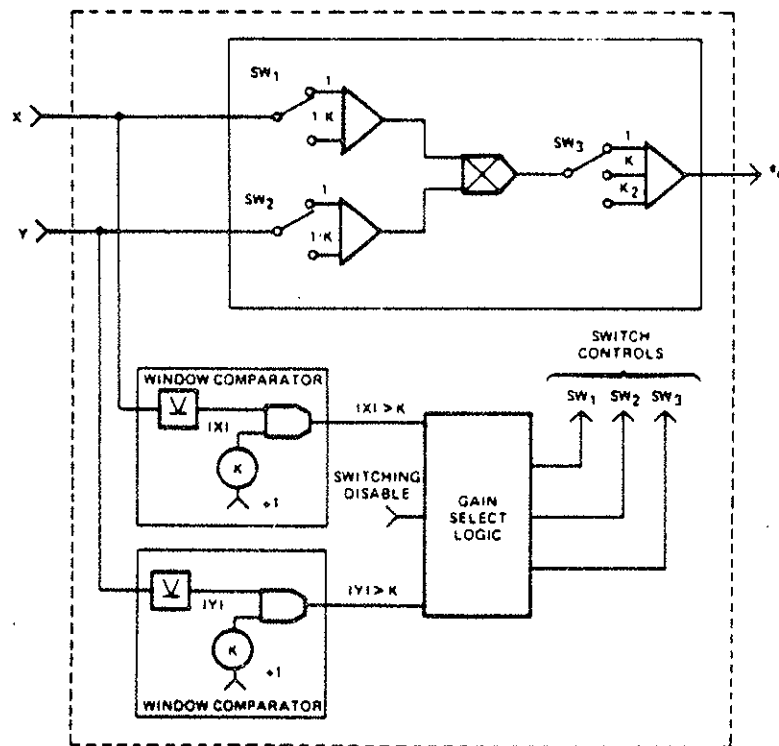 X
SW1
1
1/K
Y
SW2
1
1/K
SW3
1
K
K2
WINDOW COMPARATOR
|X|
K
+1
|X| > K
SWITCHING
DISABLE
GAIN
SELECT
LOGIC
SWITCH
CONTROLS
SW1 SW2 SW3
|Y|
K
+1
|Y| > K
WINDOW COMPARATOR